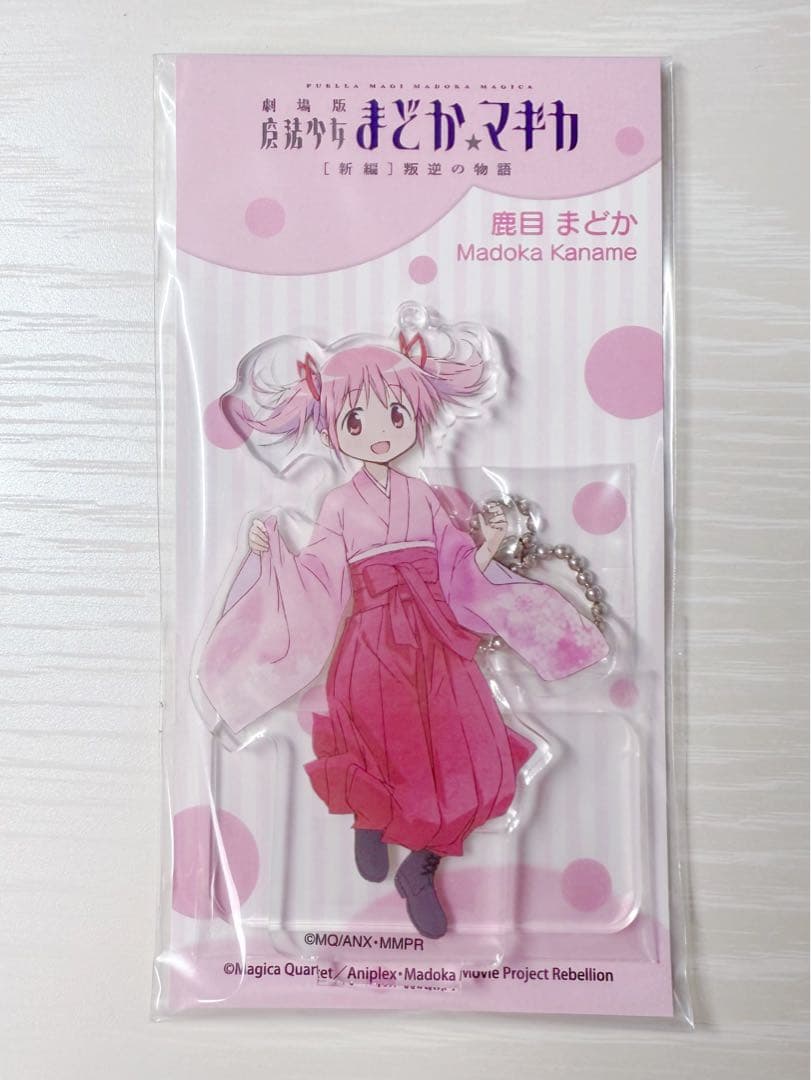 PUELLA MAGI MADOKA MAGICA
劇場版
魔法少女まどか★マギカ
[新編]叛逆の物語
鹿目 まどか
Madoka Kaname
©MQ/ANX・MMPR
©Magica Quartet／Aniplex・Madoka Movie Project Rebellion